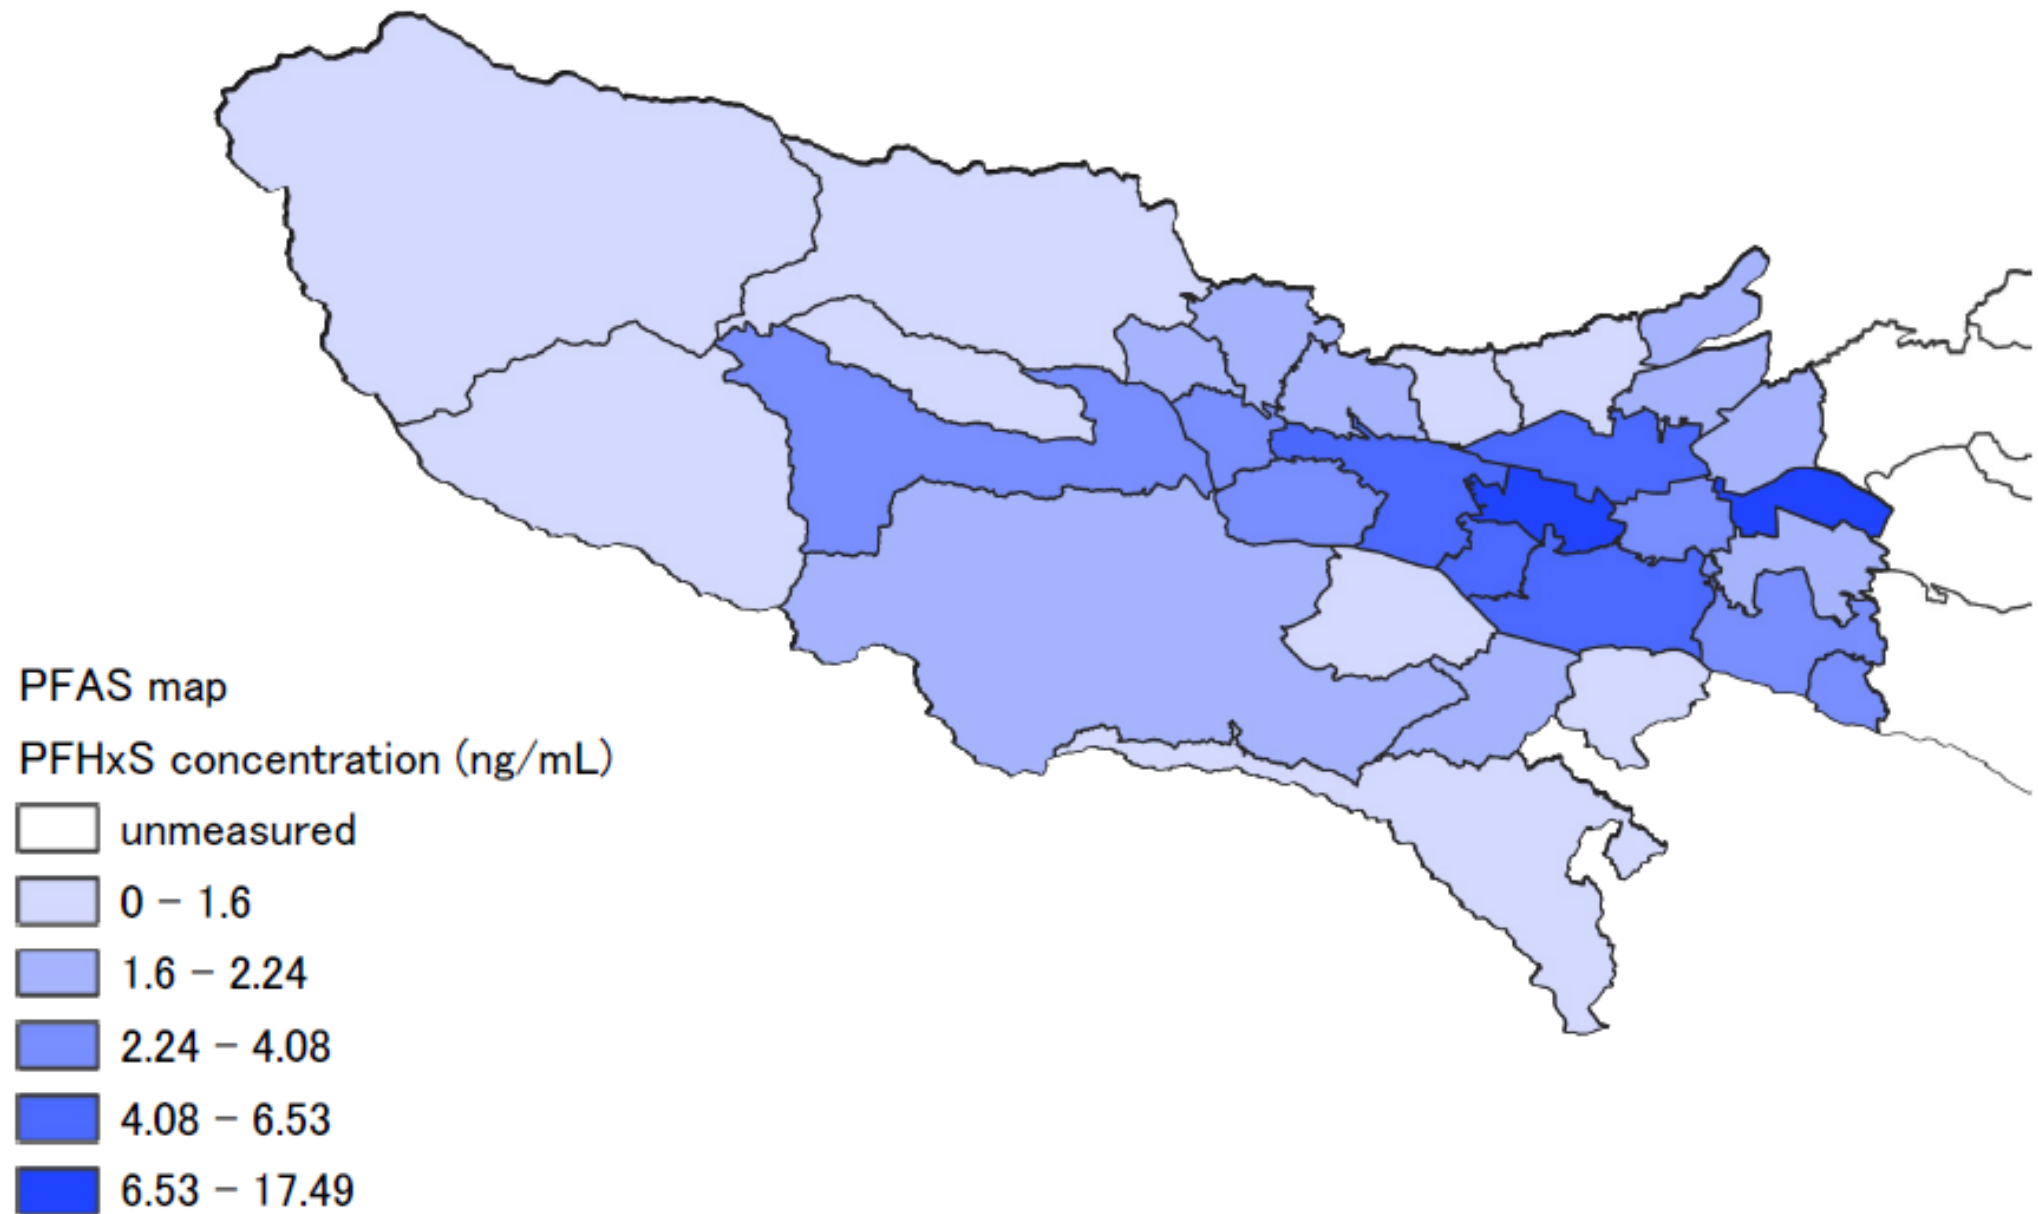 PFAS map
PFHxS concentration (ng/mL)
unmeasured
0 − 1.6
1.6 − 2.24
2.24 − 4.08
4.08 − 6.53
6.53 − 17.49